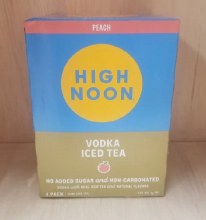 PEACH
HIGH
NOON
VODKA
ICED TEA
NO ADDED SUGAR AND NON CARBONATED
4 PACK